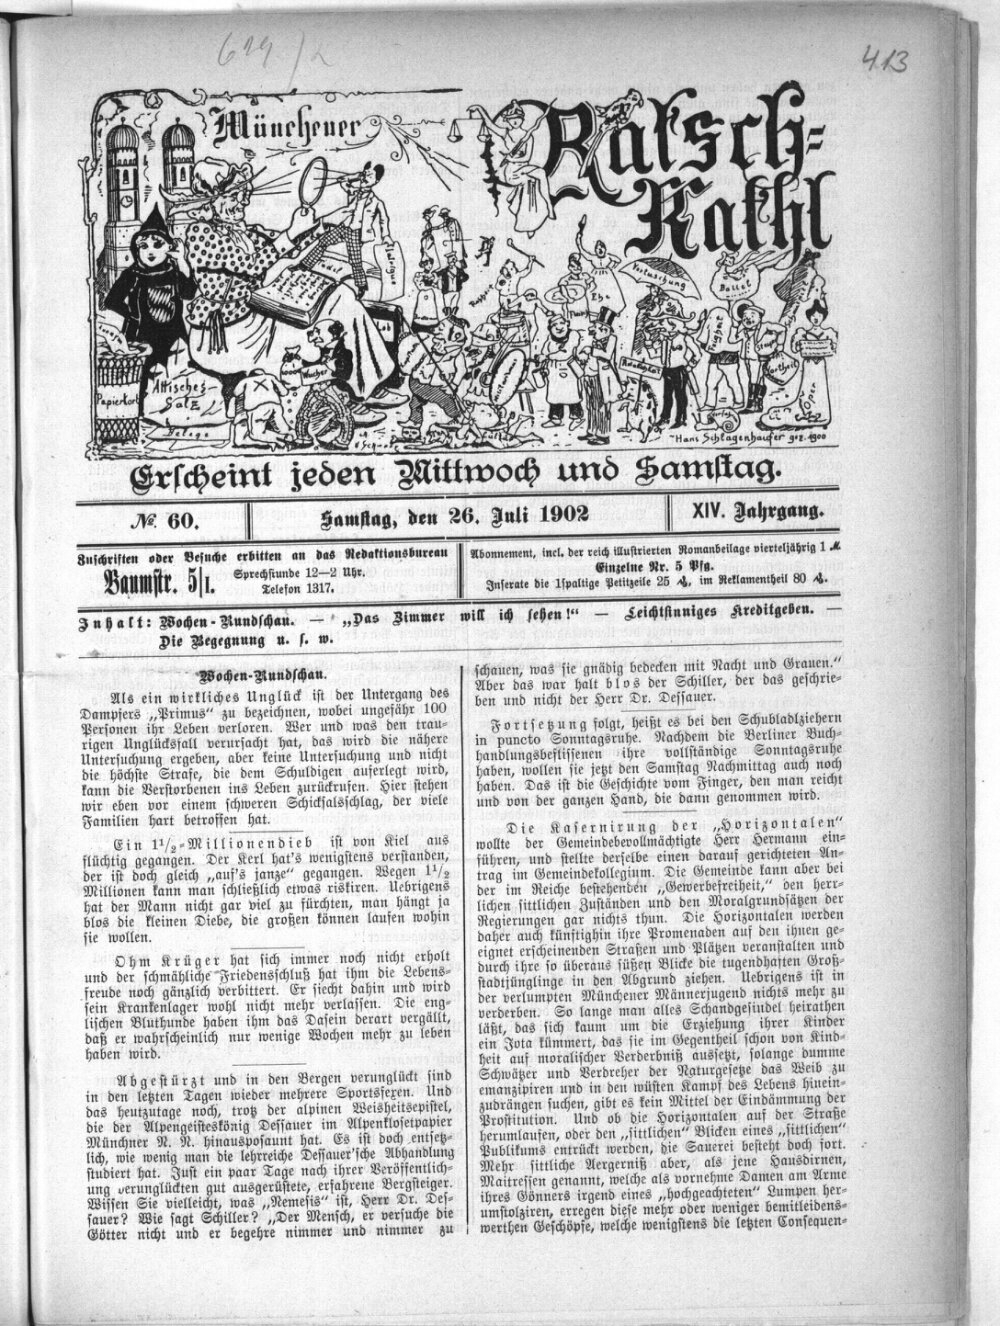 619./2
413
Münchener
Ratsch-
Kathl
Papierkorb
Attisches
Salz
Wucher
Vertuschung
Ballet
Ehe
Hans Schlagenhaufer gez. 1900
Erscheint jeden Mittwoch und Samstag.
№ 60.
Samstag, den 26. Juli 1902
XIV. Jahrgang.
Zuschriften oder Besuche erbitten an das Redaktionsbureau
Baumstr. 5/I.
Sprechstunde 12—2 Uhr.
Telefon 1317.
Abonnement, incl. der reich illustrierten Romanbeilage vierteljährig 1 ℳ
Einzelne Nr. 5 Pfg.
Inserate die 1spaltige Petitzeile 25 ₰, im Reklamentheil 80 ₰.
Inhalt: Wochen-Rundschau. — „Das Zimmer will ich sehen!“ — Leichtsinniges Kreditgeben. —
Die Begegnung u. s. w.
Wochen-Rundschau.
Als ein wirkliches Unglück ist der Untergang des
Dampfers „Primus“ zu bezeichnen, wobei ungefähr 100
Personen ihr Leben verloren. Wer und was den trau-
rigen Unglücksfall verursacht hat, das wird die nähere
Untersuchung ergeben, aber keine Untersuchung und nicht
die höchste Strafe, die dem Schuldigen auferlegt wird,
kann die Verstorbenen ins Leben zurückrufen. Hier stehen
wir eben vor einem schweren Schicksalsschlag, der viele
Familien hart betroffen hat.
Ein 1½-Millionendieb ist von Kiel aus
flüchtig gegangen. Der Kerl hat's wenigstens verstanden,
der ist doch gleich „auf's janze“ gegangen. Wegen 1½
Millionen kann man schließlich etwas riskiren. Uebrigens
hat der Mann nicht gar viel zu fürchten, man hängt ja
blos die kleinen Diebe, die großen können laufen wohin
sie wollen.
Ohm Krüger hat sich immer noch nicht erholt
und der schmähliche Friedensschluß hat ihm die Lebens-
freude noch gänzlich verbittert. Er siecht dahin und wird
sein Krankenlager wohl nicht mehr verlassen. Die eng-
lischen Bluthunde haben ihm das Dasein derart vergällt,
daß er wahrscheinlich nur wenige Wochen mehr zu leben
haben wird.
Abgestürzt und in den Bergen verunglückt sind
in den letzten Tagen wieder mehrere Sportsfexen. Und
das heutzutage noch, trotz der alpinen Weisheitsepistel,
die der Alpengeisteskönig Dessauer im Alpenklosetpapier
Münchner N. N. hinausposaunt hat. Es ist doch entsetz-
lich, wie wenig man die lehrreiche Dessauer'sche Abhandlung
studiert hat. Just ein paar Tage nach ihrer Veröffentlich-
ung verunglückten gut ausgerüstete, erfahrene Bergsteiger.
Wissen Sie vielleicht, was „Nemesis“ ist, Herr Dr. Des-
sauer? Wie sagt Schiller? „Der Mensch, er versuche die
Götter nicht und er begehre nimmer und nimmer zu
schauen, was sie gnädig bedecken mit Nacht und Grauen.“
Aber das war halt blos der Schiller, der das geschrie-
ben und nicht der Herr Dr. Dessauer.
Fortsetzung folgt, heißt es bei den Schubladlziehern
in puncto Sonntagsruhe. Nachdem die Berliner Buch-
handlungsbeflissenen ihre vollständige Sonntagsruhe
haben, wollen sie jetzt den Samstag Nachmittag auch noch
haben. Das ist die Geschichte vom Finger, den man reicht
und von der ganzen Hand, die dann genommen wird.
Die Kasernirung der „Horizontalen“
wollte der Gemeindebevollmächtigte Herr Hermann ein-
führen, und stellte derselbe einen darauf gerichteten An-
trag im Gemeindekollegium. Die Gemeinde kann aber bei
der im Reiche bestehenden „Gewerbefreiheit,“ den herr-
lichen sittlichen Zuständen und den Moralgrundsätzen der
Regierungen gar nichts thun. Die Horizontalen werden
daher auch künftighin ihre Promenaden auf den ihnen ge-
eignet erscheinenden Straßen und Plätzen veranstalten und
durch ihre so überaus süßen Blicke die tugendhaften Groß-
stadtjünglinge in den Abgrund ziehen. Uebrigens ist in
der verlumpten Münchener Männerjugend nichts mehr zu
verderben. So lange man alles Schandgesindel heirathen
läßt, das sich kaum um die Erziehung ihrer Kinder
ein Jota kümmert, das sie im Gegentheil schon von Kind-
heit auf moralischer Verderbniß aussetzt, solange dumme
Schwätzer und Verdreher der Naturgesetze das Weib zu
emanzipiren und in den wüsten Kampf des Lebens hinein-
zudrängen suchen, gibt es kein Mittel der Eindämmung der
Prostitution. Und ob die Horizontalen auf der Straße
herumlaufen, oder den „sittlichen“ Blicken eines „sittlichen“
Publikums entrückt werden, die Sauerei besteht doch fort.
Mehr sittliche Aergerniß aber, als jene Hausdirnen,
Maitressen genannt, welche als vornehme Damen am Arme
ihres Gönners irgend eines „hochgeachteten“ Lumpen her-
umstolziren, erregen diese mehr oder weniger bemitleidens-
werthen Geschöpfe, welche wenigstens die letzten Consequen-